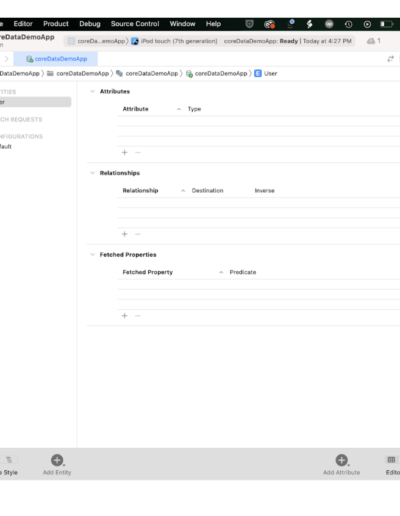 Editor Product Debug Source Control Window Help
reDataDemoApp
coreDa...emoApp) iPod touch (7th generation) coreDataDemoApp: Ready | Today at 4:27 PM 1
coreDataDemoApp
DataDemoApp coreDataDemoApp coreDataDemoApp coreDataDemoApp E User
TITIES
er
CH REQUESTS
NFIGURATIONS
fault
Attributes
Attribute Type
+ −
Relationships
Relationship Destination Inverse
+ −
Fetched Properties
Fetched Property Predicate
+ −
e Style Add Entity Add Attribute Edito